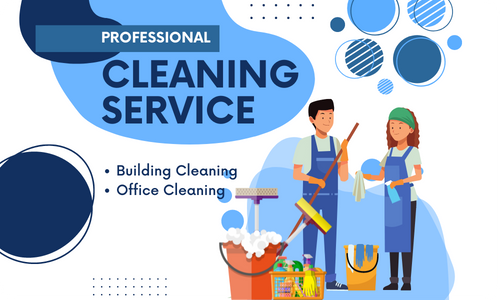 PROFESSIONAL
CLEANING
SERVICE
• Building Cleaning
• Office Cleaning